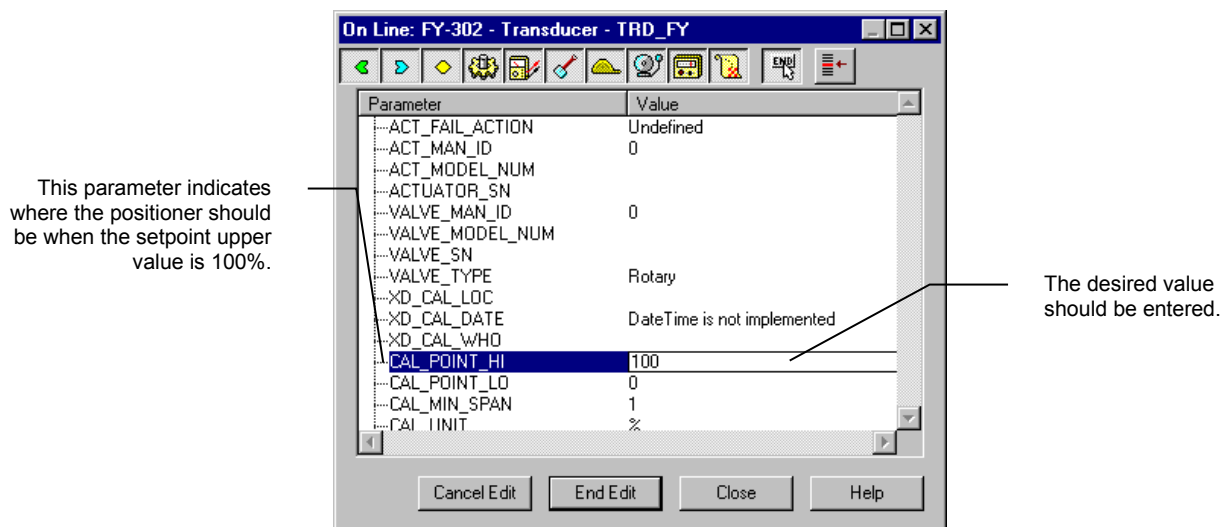 On Line: FY-302 - Transducer - TRD_FY
END
Parameter Value
ACT_FAIL_ACTION Undefined
ACT_MAN_ID 0
ACT_MODEL_NUM
ACTUATOR_SN
VALVE_MAN_ID 0
VALVE_MODEL_NUM
VALVE_SN
VALVE_TYPE Rotary
XD_CAL_LOC
XD_CAL_DATE DateTime is not implemented
XD_CAL_WHO
CAL_POINT_HI 100
CAL_POINT_LO 0
CAL_MIN_SPAN 1
CAL_UNIT %
Cancel Edit End Edit Close Help
This parameter indicates
where the positioner should
be when the setpoint upper
value is 100%.
The desired value
should be entered.